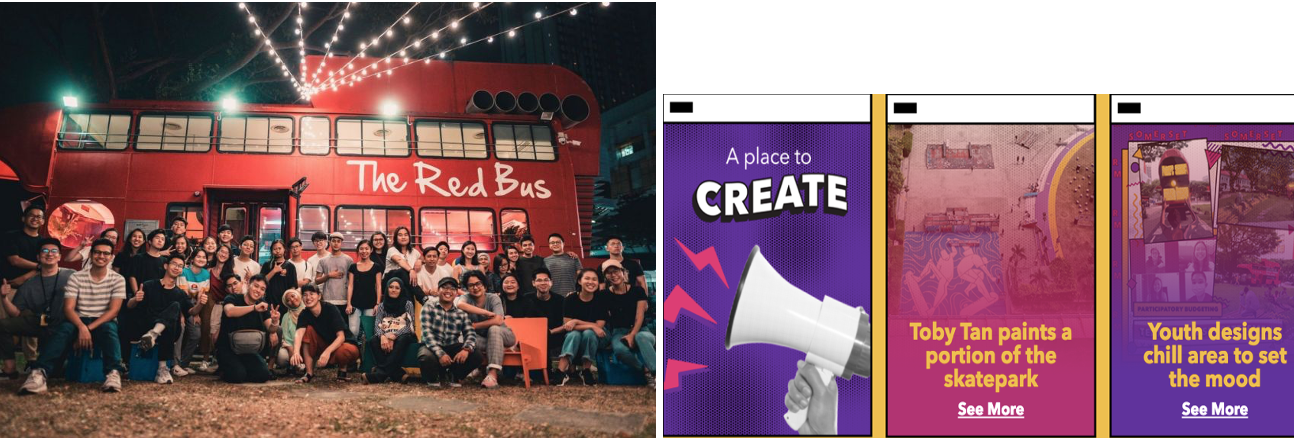 The Red Bus
A place to
CREATE
Toby Tan paints a
portion of the
skatepark
See More
SOMERSET SOMERSET
PARTICIPATORY BUDGETING
Youth designs
chill area to set
the mood
See More